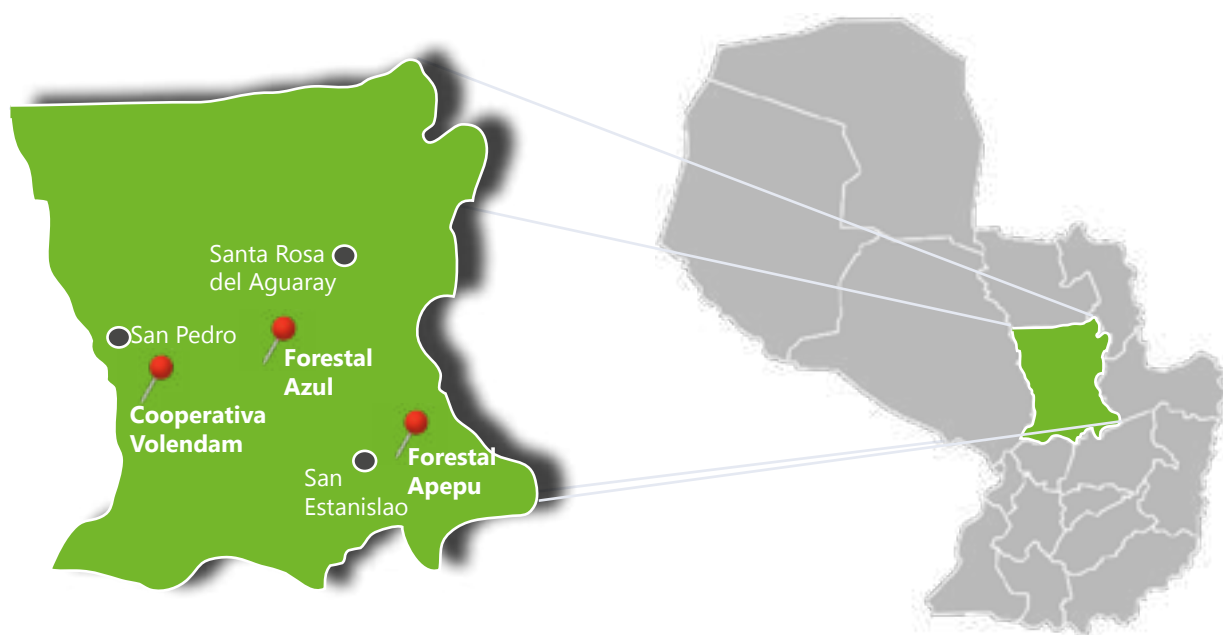 Santa Rosa
del Aguaray
San Pedro
Forestal
Azul
Cooperativa
Volendam
Forestal
Apepu
San
Estanislao